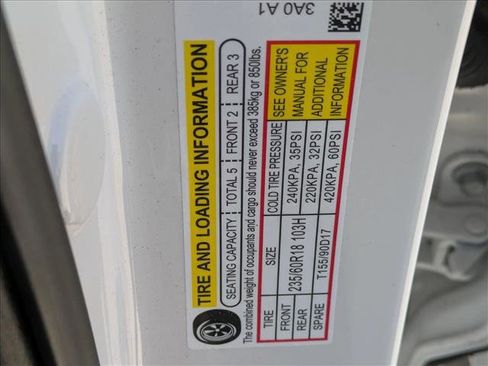 3A0 A1
TIRE AND LOADING INFORMATION
SEATING CAPACITY TOTAL 5 FRONT 2 REAR 3
The combined weight of occupants and cargo should never exceed 385kg or 850lbs.
TIRE SIZE COLD TIRE PRESSURE SEE OWNER'S MANUAL FOR ADDITIONAL INFORMATION
FRONT 235/60R18 103H 240KPA, 35PSI
REAR 220KPA, 32PSI
SPARE T155/90D17 420KPA, 60PSI